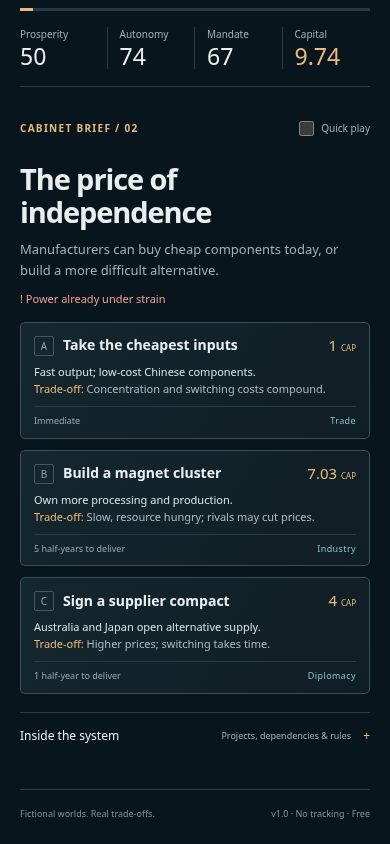 Prosperity Autonomy Mandate Capital
50 74 67 9.74
CABINET BRIEF / 02 Quick play
The price of
independence
Manufacturers can buy cheap components today, or
build a more difficult alternative.
! Power already under strain
A Take the cheapest inputs 1 CAP
Fast output; low-cost Chinese components.
Trade-off: Concentration and switching costs compound.
Immediate Trade
B Build a magnet cluster 7.03 CAP
Own more processing and production.
Trade-off: Slow, resource hungry; rivals may cut prices.
5 half-years to deliver Industry
C Sign a supplier compact 4 CAP
Australia and Japan open alternative supply.
Trade-off: Higher prices; switching takes time.
1 half-year to deliver Diplomacy
Inside the system Projects, dependencies & rules +
Fictional worlds. Real trade-offs. v1.0 · No tracking · Free